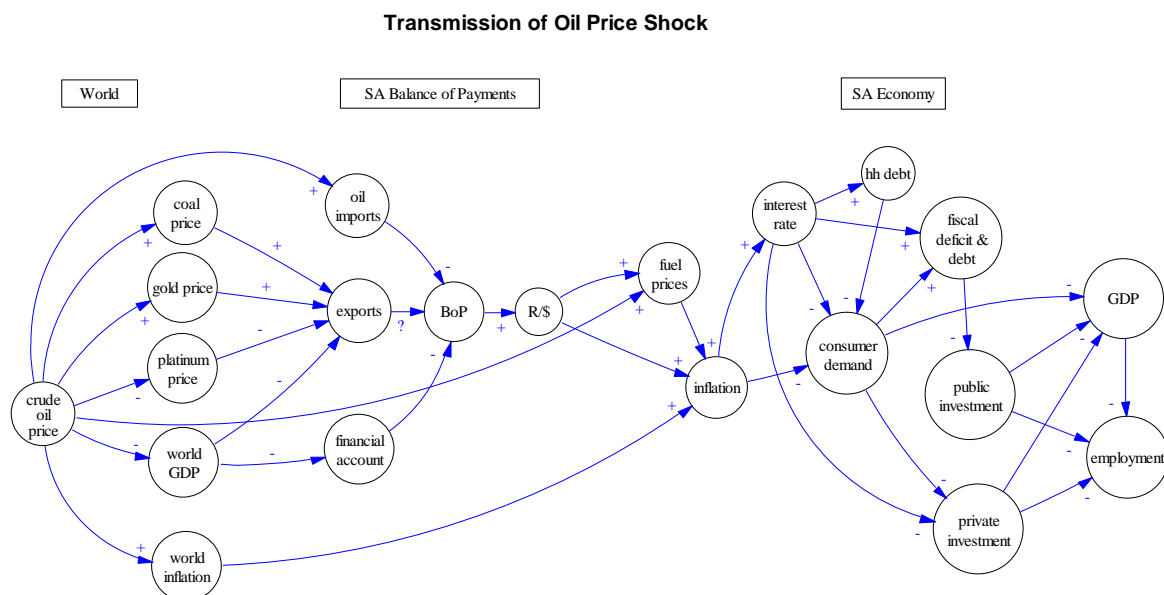 Transmission of Oil Price Shock
World
SA Balance of Payments
SA Economy
hh debt
oil
imports
coal
price
interest
rate
fiscal
deficit &
debt
fuel
prices
gold price
exports
BoP
R/$
GDP
platinum
price
consumer
demand
inflation
public
investment
crude
oil
price
world
GDP
financial
account
employment
private
investment
world
inflation
+
+
+
-
-
+
+
+
-
-
-
-
?
-
+
+
+
+
+
+
+
+
-
+
+
-
-
+
-
-
-
-
-
-
-
-